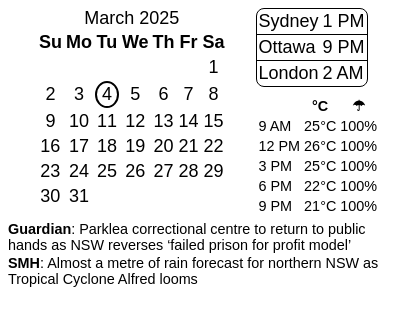 March 2025
Su Mo Tu We Th Fr Sa
1
2 3 4 5 6 7 8
9 10 11 12 13 14 15
16 17 18 19 20 21 22
23 24 25 26 27 28 29
30 31
Sydney 1 PM
Ottawa 9 PM
London 2 AM
°C ☂
9 AM 25°C 100%
12 PM 26°C 100%
3 PM 25°C 100%
6 PM 22°C 100%
9 PM 21°C 100%
Guardian: Parklea correctional centre to return to public
hands as NSW reverses ‘failed prison for profit model’
SMH: Almost a metre of rain forecast for northern NSW as
Tropical Cyclone Alfred looms